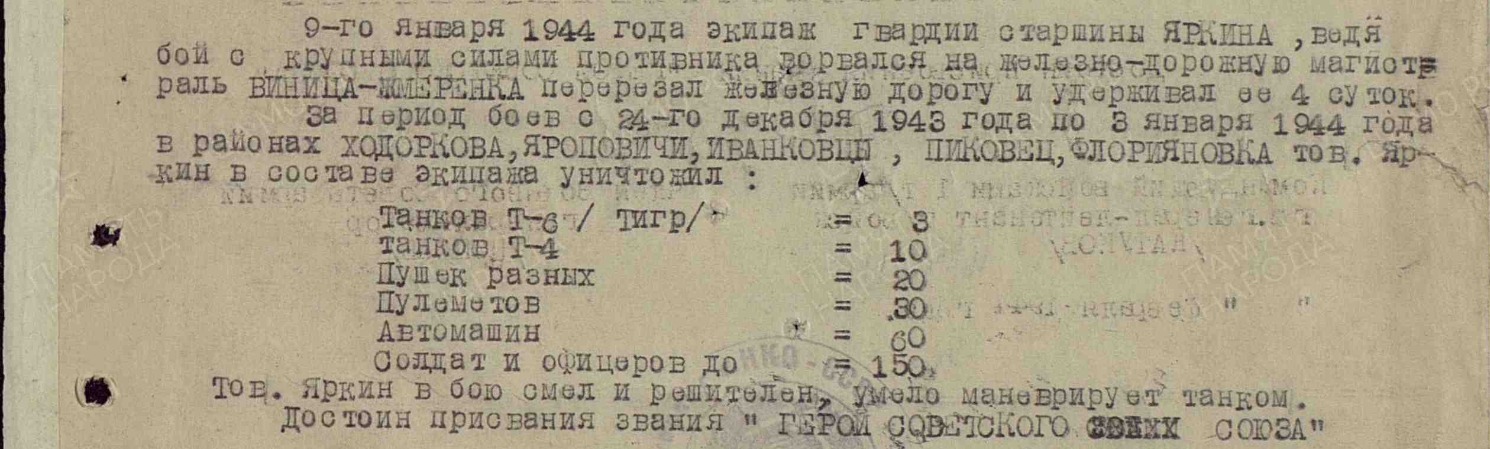 9-го января 1944 года экипаж гвардии старшины ЯРКИНА ,ведя
бой с крупными силами противника ворвался на железно-дорожную магист
раль ВИНИЦА-ЖМЕРЕНКА перерезал железную дорогу и удерживал ее 4 суток.
За период боев с 24-го декабря 1943 года по 3 января 1944 года
в районах ХОДОРКОВА,ЯРОПОВИЧИ,ИВАНКОВЦЫ , ПИКОВЕЦ,ФЛОРИЯНОВКА тов. Яр-
кин в составе экипажа уничтожил :
Танков Т-6 / ТИГР/ = 3
танков Т-4 = 10
Пушек разных = 20
Пулеметов = 30
Автомашин = 60
Солдат и офицеров до = 150
Тов. Яркин в бою смел и решителен, умело маневрирует танком.
Достоин присвания звания " ГЕРОЙ СОВЕТСКОГО СОЮЗА"
ПАМЯТЬ НАРОДА